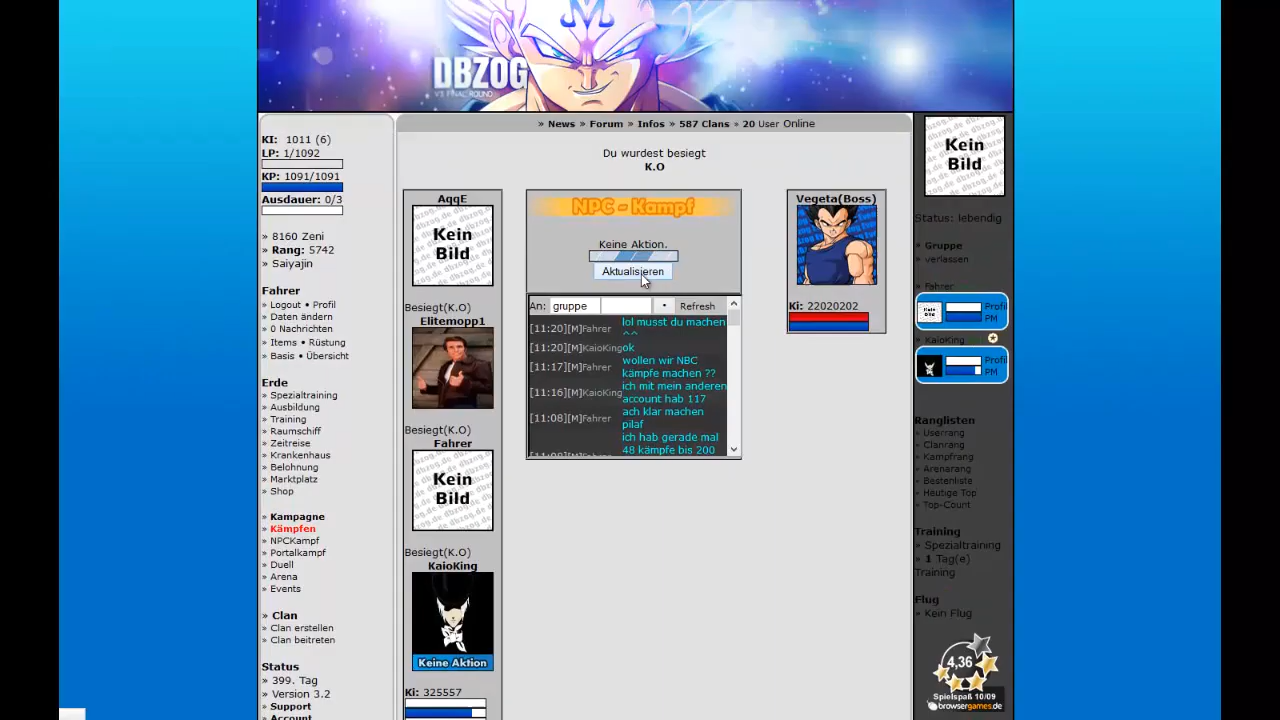 DBZOG
V3 FINAL ROUND
» News » Forum » Infos » 587 Clans » 20 User Online
KI: 1011 (6)
LP: 1/1092
KP: 1091/1091
Ausdauer: 0/3
» 8160 Zeni
» Rang: 5742
» Saiyajin
Fahrer
» Logout • Profil
» Daten ändern
» 0 Nachrichten
» Items • Rüstung
» Basis • Übersicht
Erde
» Spezialtraining
» Ausbildung
» Training
» Raumschiff
» Zeitreise
» Krankenhaus
» Belohnung
» Marktplatz
» Shop
» Kampagne
» Kämpfen
» NPCKampf
» Portalkampf
» Duell
» Arena
» Events
» Clan
» Clan erstellen
» Clan beitreten
Status
» 399. Tag
» Version 3.2
» Support
» Account
Du wurdest besiegt
K.O
AqqE
Kein
Bild
Besiegt(K.O)
Elitemopp1
Besiegt(K.O)
Fahrer
Kein
Bild
Besiegt(K.O)
KaioKing
Keine Aktion
Ki: 325557
NPC - Kampf
Keine Aktion.
Aktualisieren
An: gruppe • Refresh
[11:20][M]Fahrer lol musst du machen
^^
[11:20][M]KaioKing ok
[11:17][M]Fahrer wollen wir NBC
kämpfe machen ??
[11:16][M]KaioKing ich mit mein anderen
account hab 117
[11:08][M]Fahrer ach klar machen
pilaf
ich hab gerade mal
48 kämpfe bis 200
Vegeta(Boss)
Ki: 22020202
Kein
Bild
Status: lebendig
» Gruppe
» verlassen
» Fahrer
Profil
PM
» KaioKing
Profil
PM
Ranglisten
» Userrang
» Clanrang
» Kampfrang
» Arenarang
» Bestenliste
» Heutige Top
» Top-Count
Training
» Spezialtraining
» 1 Tag(e)
Training
Flug
» Kein Flug
4,36
Spielspaß 10/09
browsergames.de